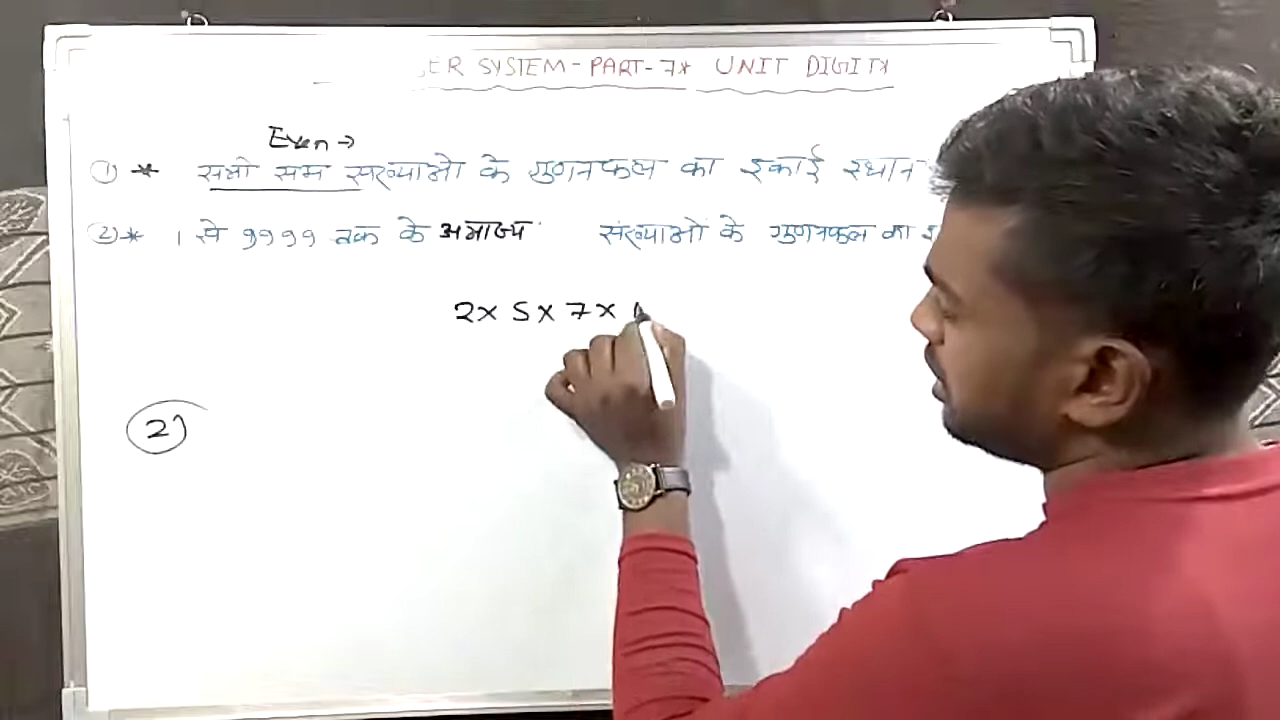 SYSTEM - PART - 7* UNIT DIGIT*
Even →
① * सभी सम संख्याओ के गुणनफल का इकाई स्थान
② * 1 से 9999 तक के अभाज्य संख्याओं के गुणनफल का
2 x 5 x 7 x
2)